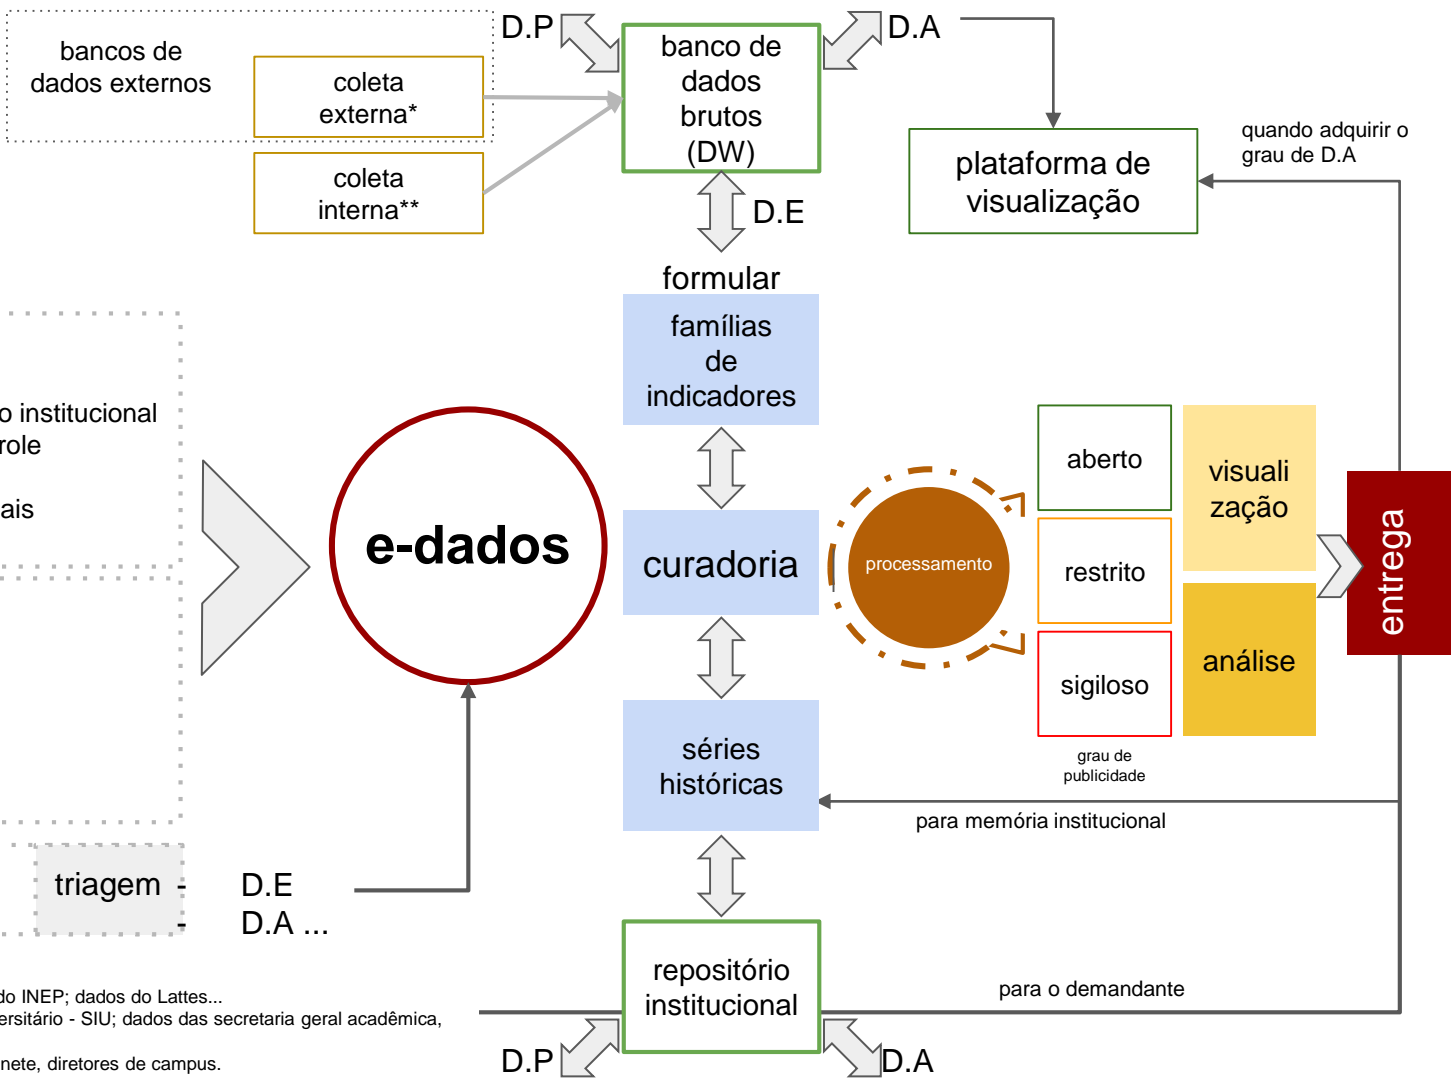 bancos de
dados externos
coleta
externa*
coleta
interna**
D.P
banco de
dados
brutos
(DW)
D.A
D.E
plataforma de
visualização
quando adquirir o
grau de D.A
formular
famílias
de
indicadores
o institucional
role
ais
e-dados
curadoria
processamento
aberto
restrito
sigiloso
grau de
publicidade
visuali
zação
análise
entrega
séries
históricas
para memória institucional
triagem -
-
D.E
D.A ...
repositório
institucional
para o demandante
D.P
D.A
do INEP; dados do Lattes...
ersitário - SIU; dados das secretaria geral acadêmica,
nete, diretores de campus.